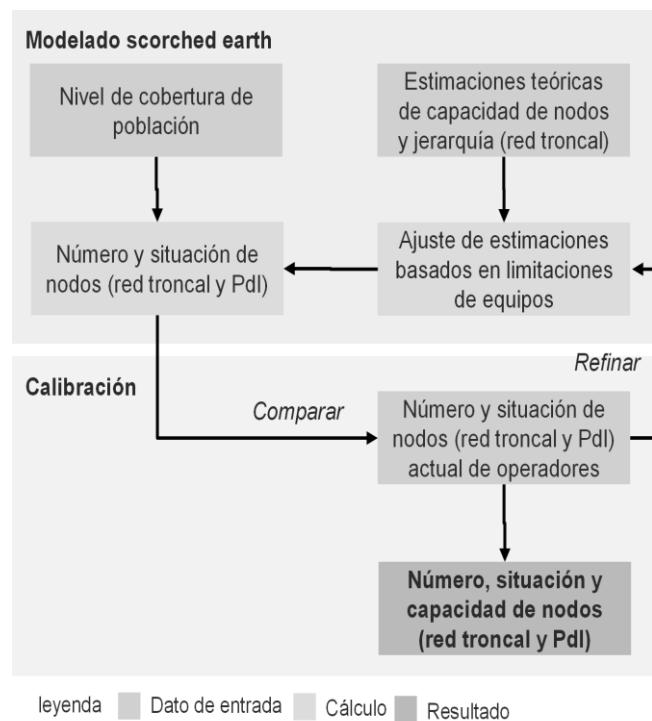 Modelado scorched earth
Nivel de cobertura de
población
Estimaciones teóricas
de capacidad de nodos
y jerarquía (red troncal)
Número y situación de
nodos (red troncal y PdI)
Ajuste de estimaciones
basados en limitaciones
de equipos
Refinar
Calibración
Comparar
Número y situación de
nodos (red troncal y PdI)
actual de operadores
Número, situación y
capacidad de nodos
(red troncal y PdI)
leyenda Dato de entrada Cálculo Resultado